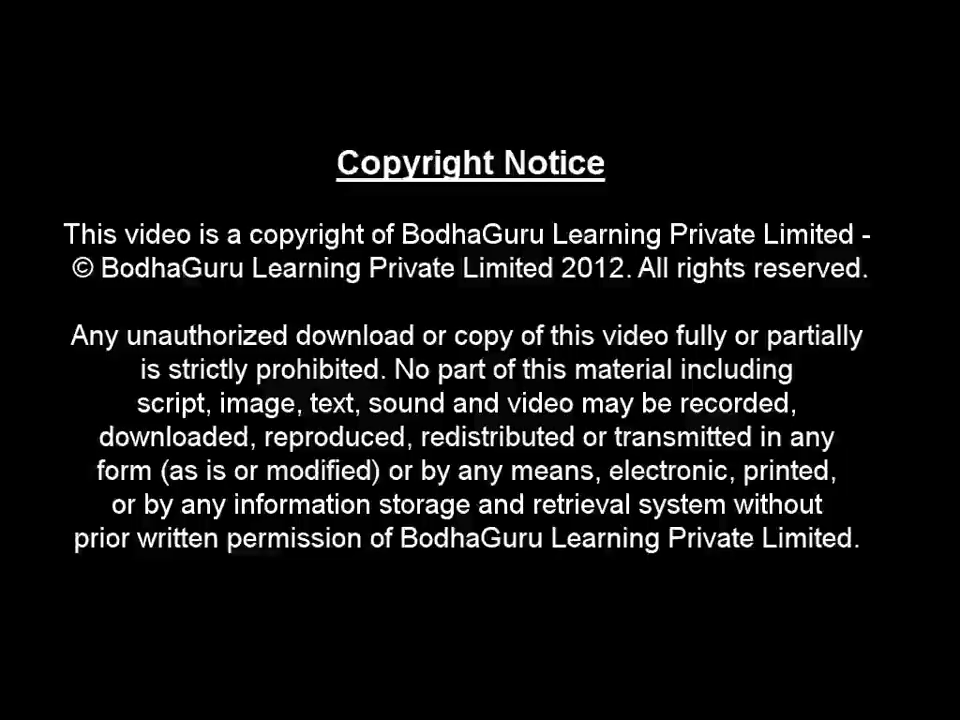 Copyright Notice
This video is a copyright of BodhaGuru Learning Private Limited -
© BodhaGuru Learning Private Limited 2012. All rights reserved.
Any unauthorized download or copy of this video fully or partially
is strictly prohibited. No part of this material including
script, image, text, sound and video may be recorded,
downloaded, reproduced, redistributed or transmitted in any
form (as is or modified) or by any means, electronic, printed,
or by any information storage and retrieval system without
prior written permission of BodhaGuru Learning Private Limited.